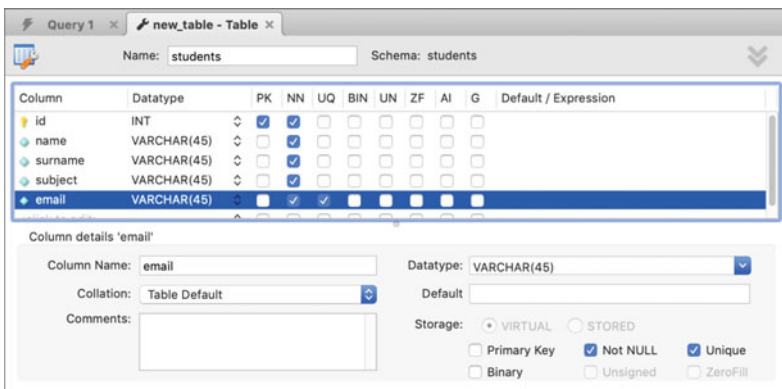 Query 1 × new_table - Table ×
Name: students Schema: students
Column Datatype PK NN UQ BIN UN ZF AI G Default / Expression
id INT
name VARCHAR(45)
surname VARCHAR(45)
subject VARCHAR(45)
email VARCHAR(45)
Column details 'email'
Column Name: email Datatype: VARCHAR(45)
Collation: Table Default Default
Comments: Storage: VIRTUAL STORED
Primary Key Not NULL Unique
Binary Unsigned ZeroFill